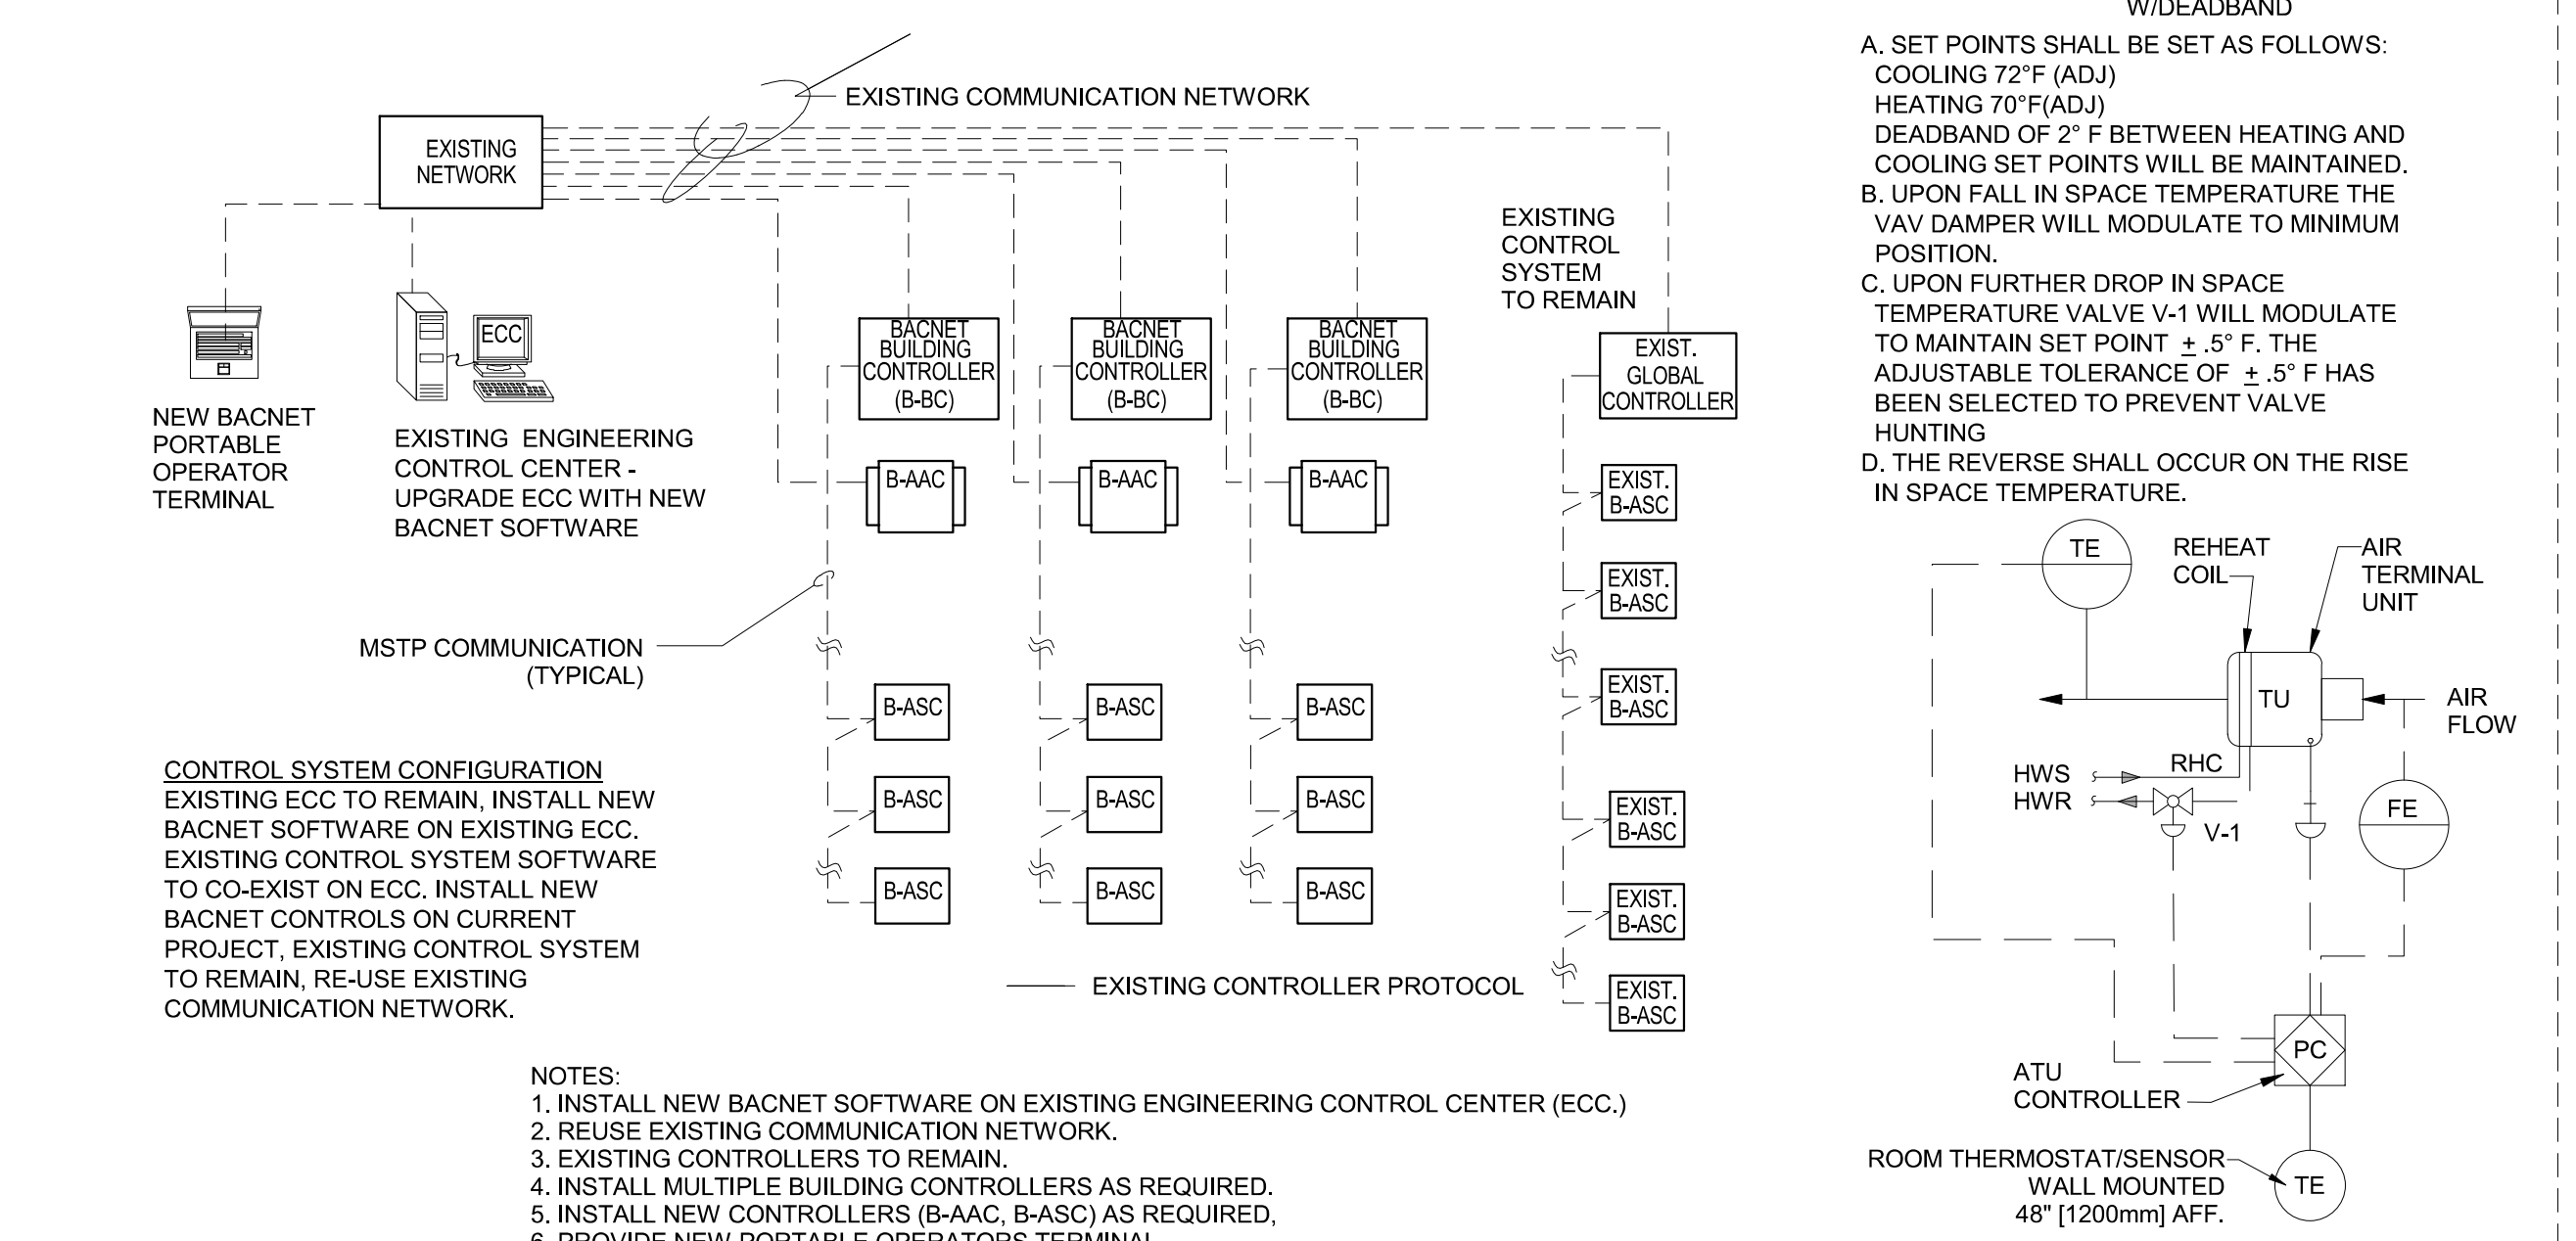 W/DEADBAND
A. SET POINTS SHALL BE SET AS FOLLOWS:
COOLING 72°F (ADJ)
HEATING 70°F(ADJ)
DEADBAND OF 2° F BETWEEN HEATING AND
COOLING SET POINTS WILL BE MAINTAINED.
B. UPON FALL IN SPACE TEMPERATURE THE
VAV DAMPER WILL MODULATE TO MINIMUM
POSITION.
C. UPON FURTHER DROP IN SPACE
TEMPERATURE VALVE V-1 WILL MODULATE
TO MAINTAIN SET POINT ± .5° F. THE
ADJUSTABLE TOLERANCE OF ± .5° F HAS
BEEN SELECTED TO PREVENT VALVE
HUNTING
D. THE REVERSE SHALL OCCUR ON THE RISE
IN SPACE TEMPERATURE.
EXISTING COMMUNICATION NETWORK
EXISTING
NETWORK
EXISTING
CONTROL
SYSTEM
TO REMAIN
ECC
NEW BACNET
PORTABLE
OPERATOR
TERMINAL
EXISTING ENGINEERING
CONTROL CENTER -
UPGRADE ECC WITH NEW
BACNET SOFTWARE
BACNET
BUILDING
CONTROLLER
(B-BC)
BACNET
BUILDING
CONTROLLER
(B-BC)
BACNET
BUILDING
CONTROLLER
(B-BC)
EXIST.
GLOBAL
CONTROLLER
B-AAC
B-AAC
B-AAC
EXIST.
B-ASC
EXIST.
B-ASC
EXIST.
B-ASC
EXIST.
B-ASC
EXIST.
B-ASC
EXIST.
B-ASC
MSTP COMMUNICATION
(TYPICAL)
B-ASC
B-ASC
B-ASC
B-ASC
B-ASC
B-ASC
B-ASC
B-ASC
B-ASC
CONTROL SYSTEM CONFIGURATION
EXISTING ECC TO REMAIN, INSTALL NEW
BACNET SOFTWARE ON EXISTING ECC.
EXISTING CONTROL SYSTEM SOFTWARE
TO CO-EXIST ON ECC. INSTALL NEW
BACNET CONTROLS ON CURRENT
PROJECT, EXISTING CONTROL SYSTEM
TO REMAIN, RE-USE EXISTING
COMMUNICATION NETWORK.
EXISTING CONTROLLER PROTOCOL
NOTES:
1. INSTALL NEW BACNET SOFTWARE ON EXISTING ENGINEERING CONTROL CENTER (ECC.)
2. REUSE EXISTING COMMUNICATION NETWORK.
3. EXISTING CONTROLLERS TO REMAIN.
4. INSTALL MULTIPLE BUILDING CONTROLLERS AS REQUIRED.
5. INSTALL NEW CONTROLLERS (B-AAC, B-ASC) AS REQUIRED,
6. PROVIDE NEW PORTABLE OPERATORS TERMINAL
TE
REHEAT
COIL
AIR
TERMINAL
UNIT
TU
AIR
FLOW
HWS
RHC
HWR
V-1
FE
PC
ATU
CONTROLLER
ROOM THERMOSTAT/SENSOR
WALL MOUNTED
48" [1200mm] AFF.
TE